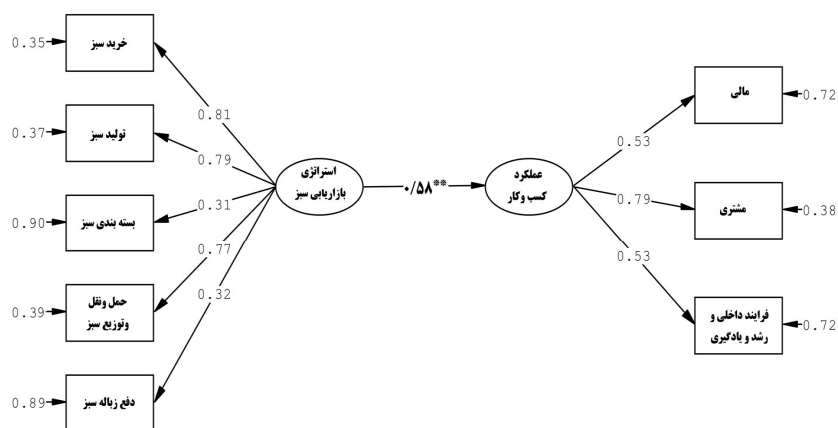 0.35
خرید سبز
0.81
0.37
تولید سبز
0.79
0.90
بسته بندی سبز
0.31
0.39
حمل ونقل
وتوزیع سبز
0.77
0.89
دفع زباله سبز
0.32
استراتژی
بازاریابی سبز
۰/۵۸**
عملکرد
کسب وکار
0.53
مالی
0.72
0.79
مشتری
0.38
0.53
فرایند داخلی و
رشد و یادگیری
0.72